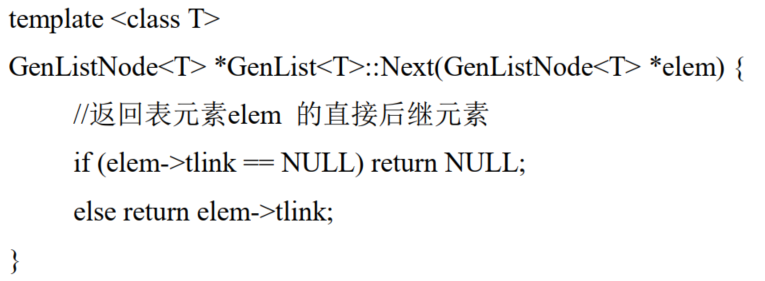 template <class T>
GenListNode<T> *GenList<T>::Next(GenListNode<T> *elem) {
//返回表元素elem 的直接后继元素
if (elem->tlink == NULL) return NULL;
else return elem->tlink;
}